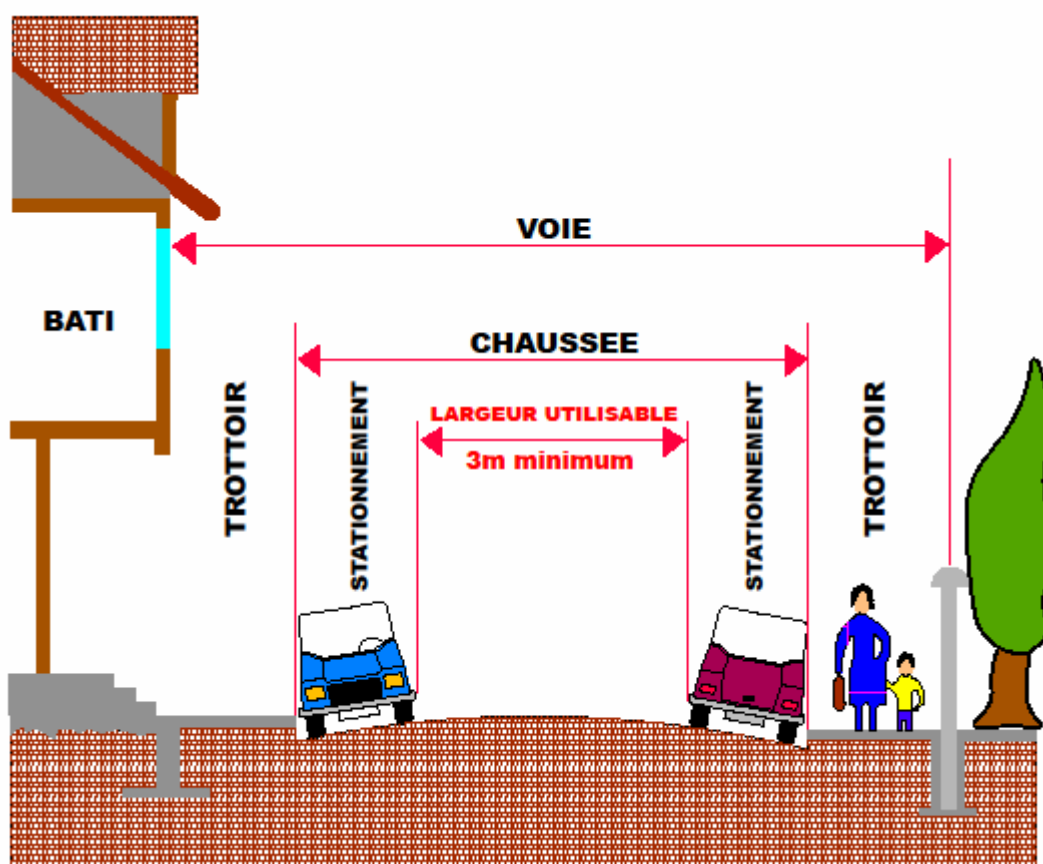 VOIE
BATI
CHAUSSEE
TROTTOIR
STATIONNEMENT
LARGEUR UTILISABLE
3m minimum
STATIONNEMENT
TROTTOIR